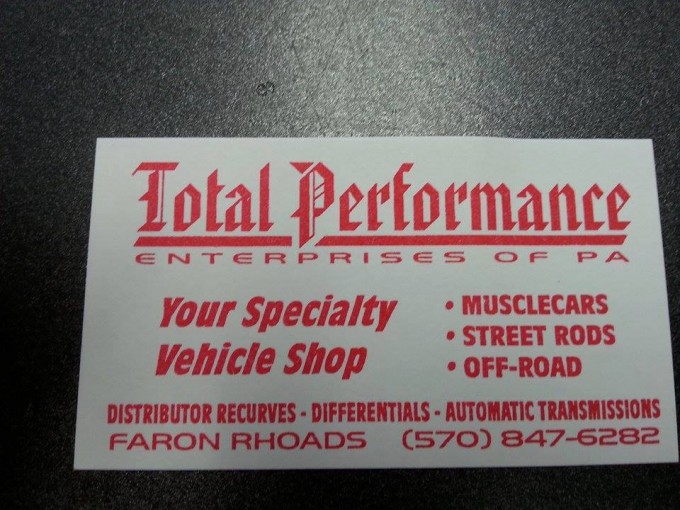 Total Performance
ENTERPRISES OF PA
Your Specialty
Vehicle Shop
• MUSCLECARS
• STREET RODS
• OFF-ROAD
DISTRIBUTOR RECURVES - DIFFERENTIALS - AUTOMATIC TRANSMISSIONS
FARON RHOADS (570) 847-6282